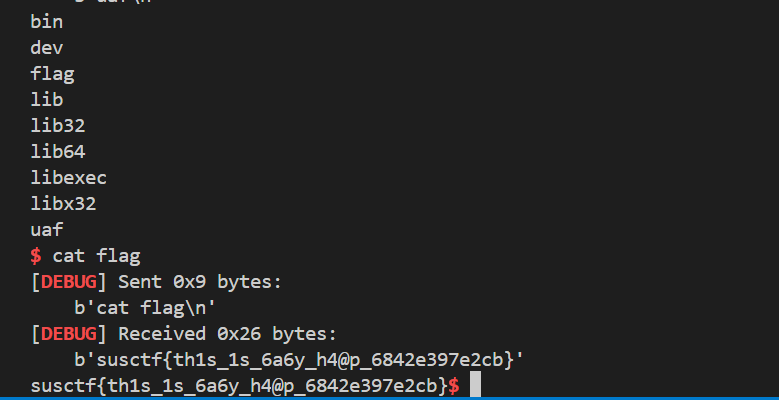 bin
dev
flag
lib
lib32
lib64
libexec
libx32
uaf
$ cat flag
[DEBUG] Sent 0x9 bytes:
b'cat flag\n'
[DEBUG] Received 0x26 bytes:
b'susctf{th1s_1s_6a6y_h4@p_6842e397e2cb}'
susctf{th1s_1s_6a6y_h4@p_6842e397e2cb}$